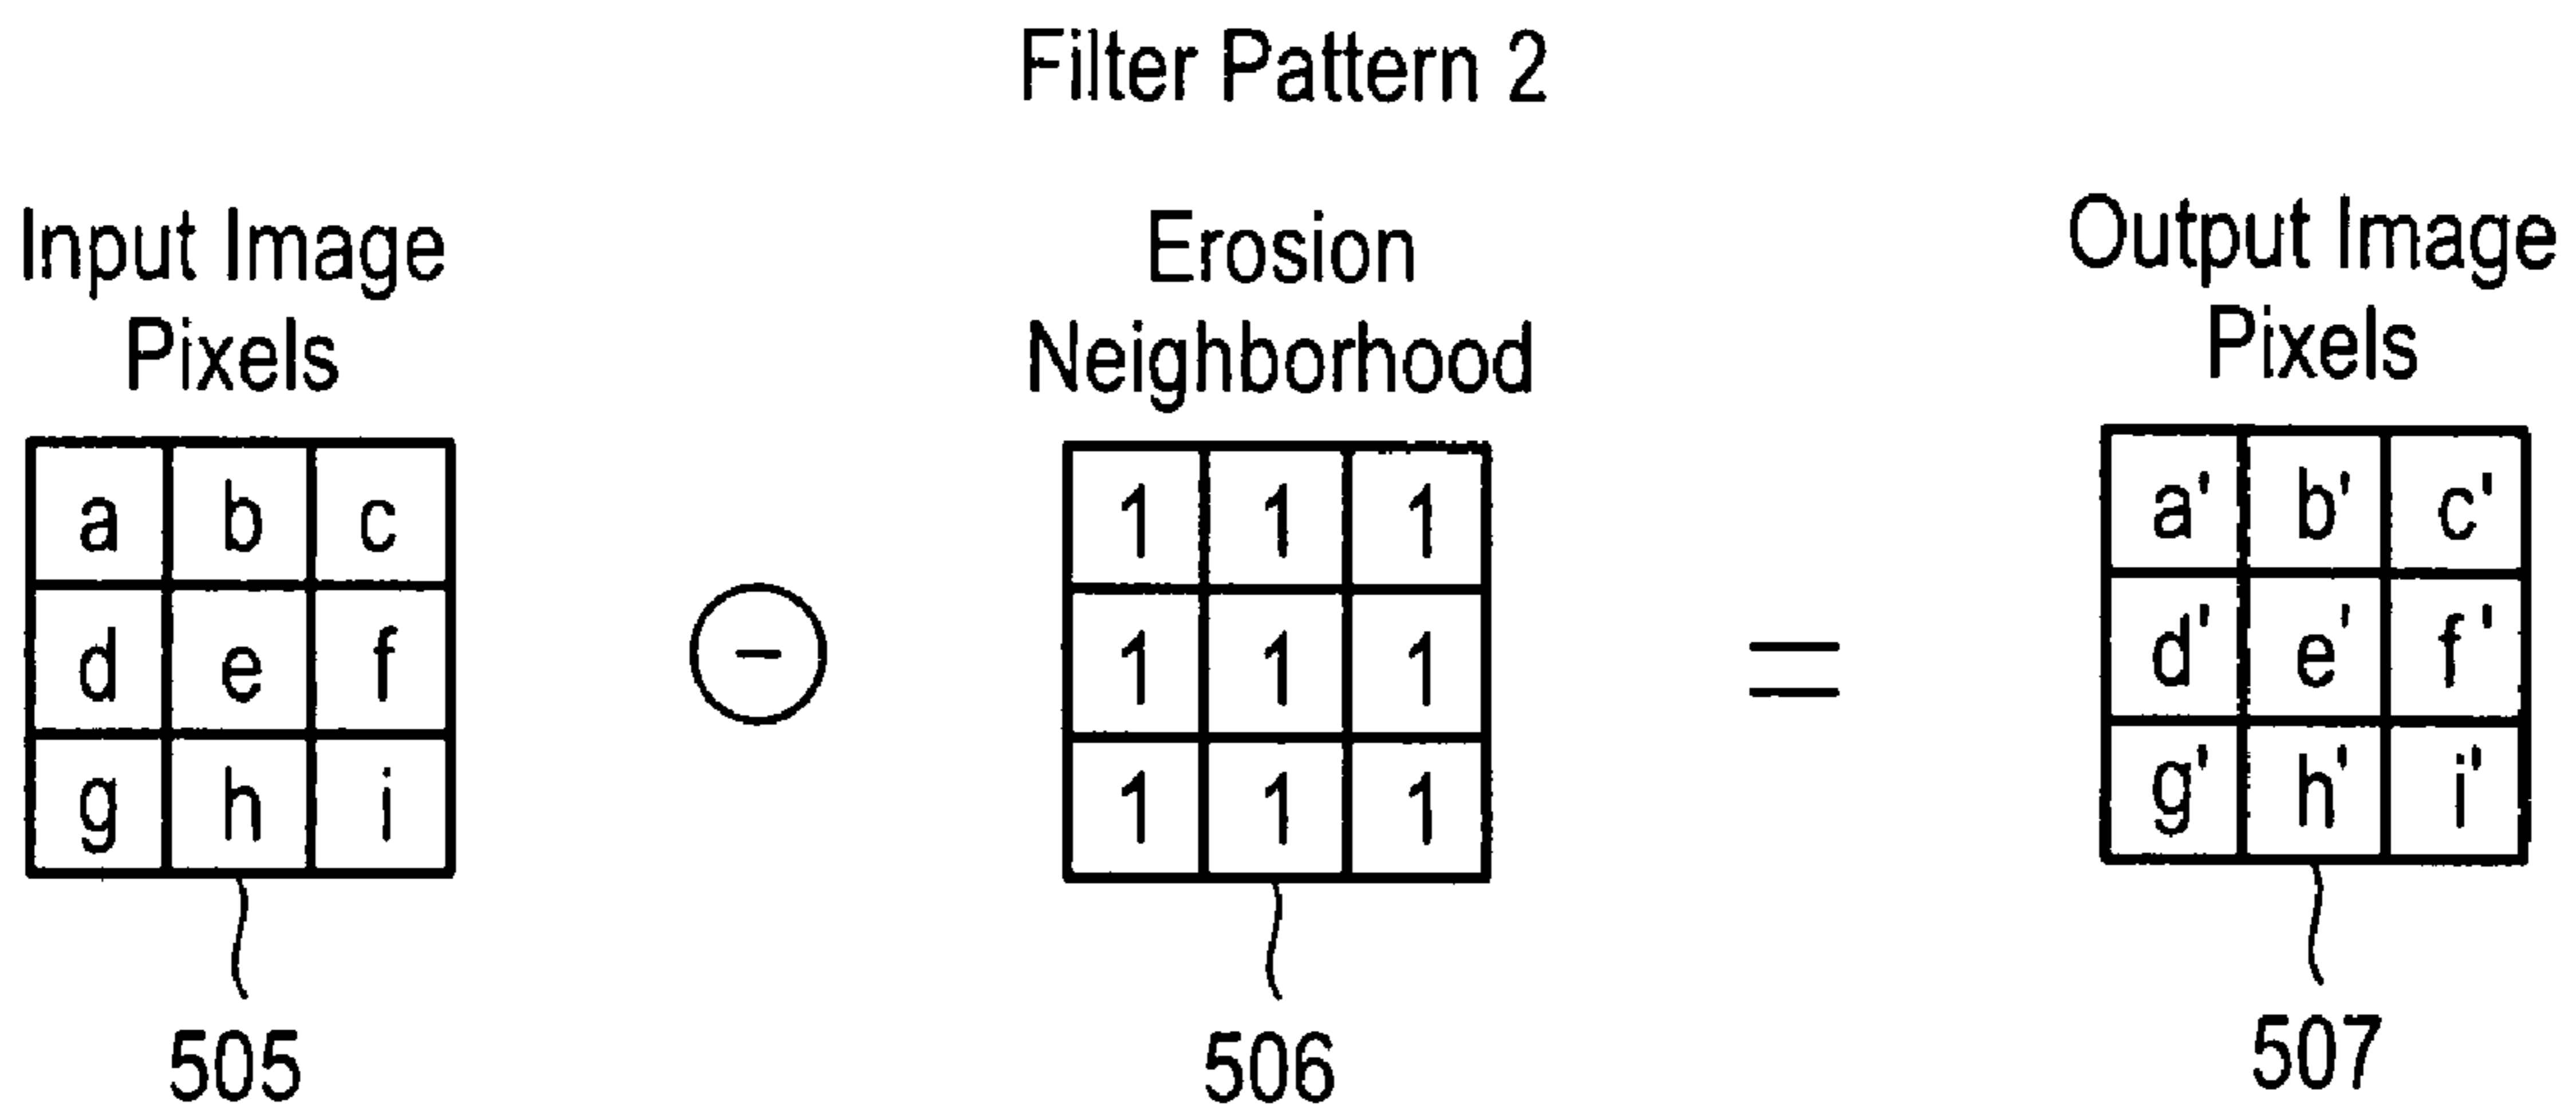 Filter Pattern 2
Input Image
Pixels
a b c
d e f
g h i
505
−
Erosion
Neighborhood
1 1 1
1 1 1
1 1 1
506
=
Output Image
Pixels
a' b' c'
d' e' f'
g' h' i'
507